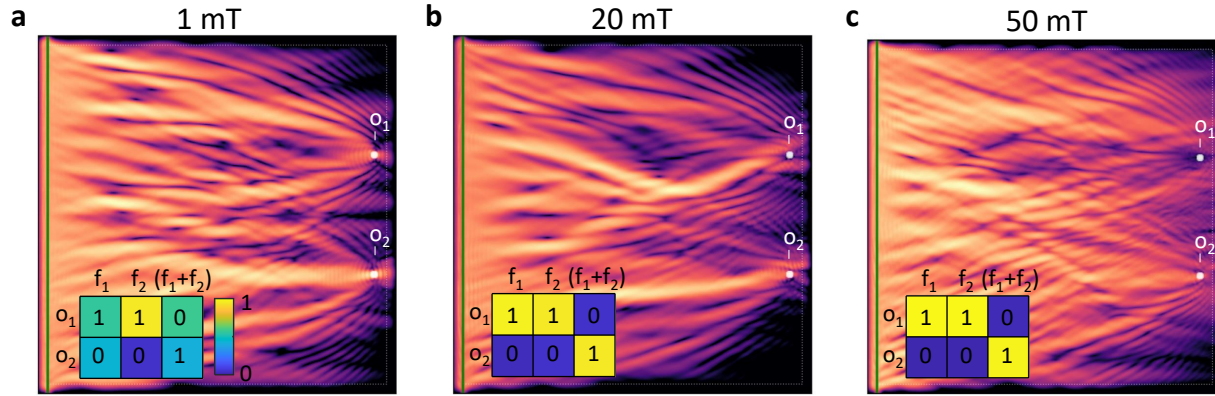 a 1 mT
b 20 mT
c 50 mT
o₁
o₂
f₁ f₂ (f₁+f₂)
o₁ 1 1 0
o₂ 0 0 1
1
0
o₁
o₂
f₁ f₂ (f₁+f₂)
o₁ 1 1 0
o₂ 0 0 1
o₁
o₂
f₁ f₂ (f₁+f₂)
o₁ 1 1 0
o₂ 0 0 1